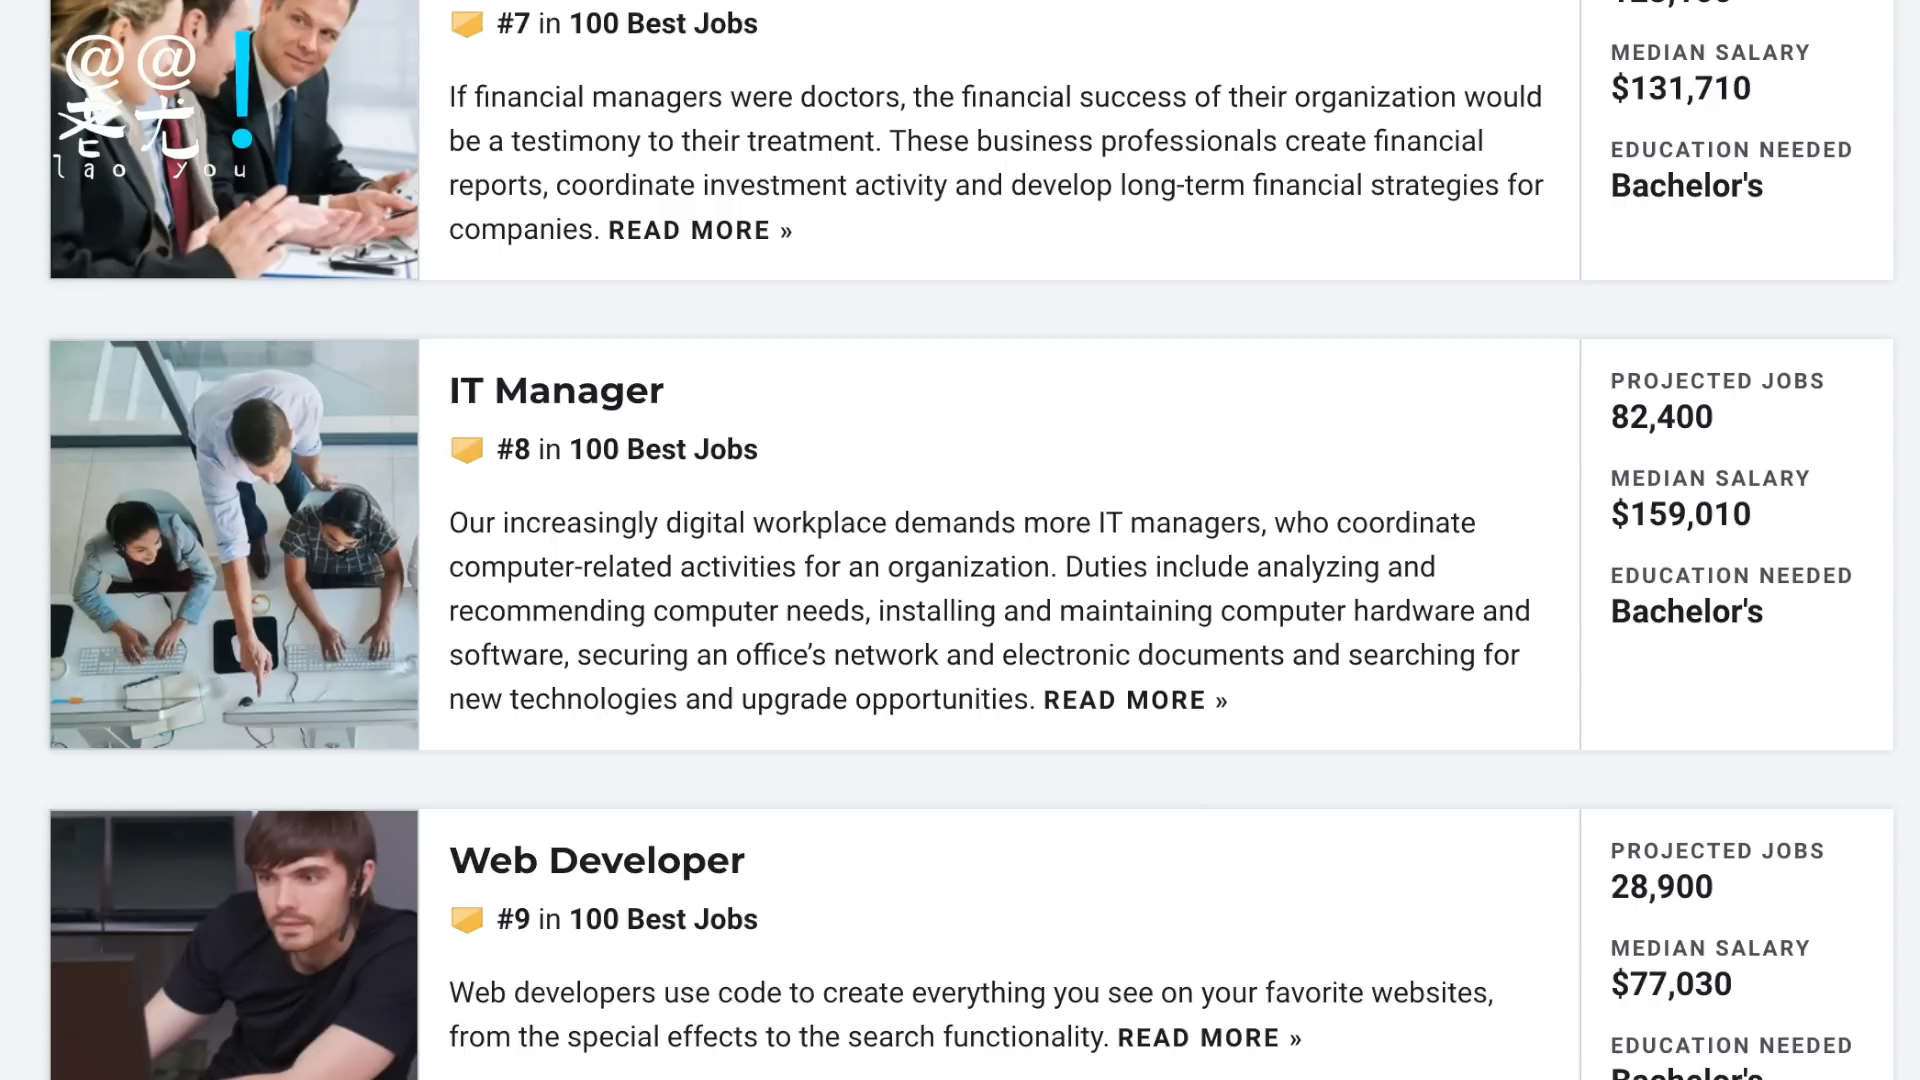 @@!
老尤
lao you
#7 in 100 Best Jobs
If financial managers were doctors, the financial success of their organization would
be a testimony to their treatment. These business professionals create financial
reports, coordinate investment activity and develop long-term financial strategies for
companies. READ MORE »
MEDIAN SALARY
$131,710
EDUCATION NEEDED
Bachelor's
IT Manager
#8 in 100 Best Jobs
Our increasingly digital workplace demands more IT managers, who coordinate
computer-related activities for an organization. Duties include analyzing and
recommending computer needs, installing and maintaining computer hardware and
software, securing an office’s network and electronic documents and searching for
new technologies and upgrade opportunities. READ MORE »
PROJECTED JOBS
82,400
MEDIAN SALARY
$159,010
EDUCATION NEEDED
Bachelor's
Web Developer
#9 in 100 Best Jobs
Web developers use code to create everything you see on your favorite websites,
from the special effects to the search functionality. READ MORE »
PROJECTED JOBS
28,900
MEDIAN SALARY
$77,030
EDUCATION NEEDED
Bachelor's